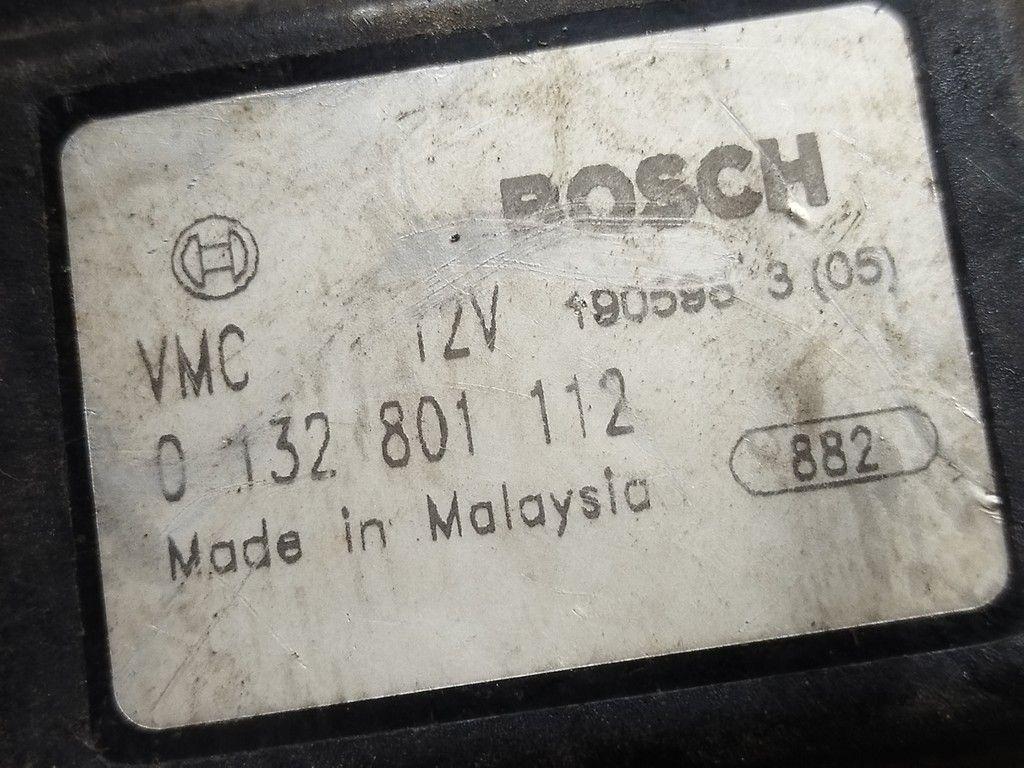 BOSCH
VMC 12V 3 (05)
0 132 801 112
882
Made in Malaysia